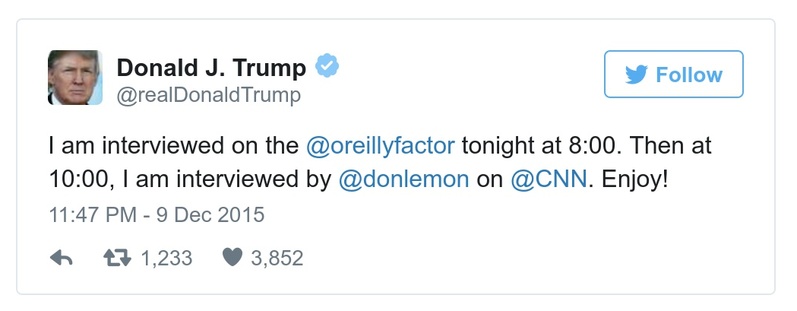 Donald J. Trump
Follow
@realDonaldTrump
I am interviewed on the @oreillyfactor tonight at 8:00. Then at
10:00, I am interviewed by @donlemon on @CNN. Enjoy!
11:47 PM - 9 Dec 2015
1,233 3,852